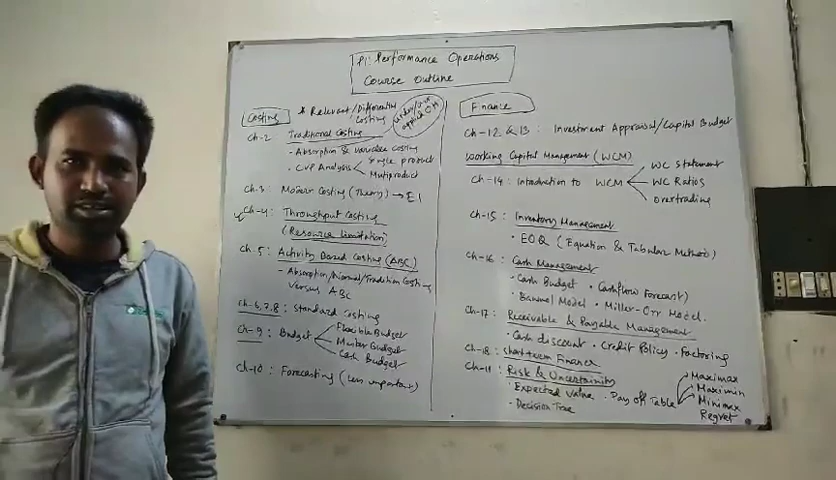 P1: Performance Operations
Course Outline
Costing
* Relevant/Differential
Costing
under/over
applied OH
Ch-2 Traditional Costing
- Absorption & variable costing
- CVP Analysis < Single product
Mutiproduct
Ch-3 Modern Costing (Theory) → E1
Ch-4 Throughput Costing
(Resource Limitation)
Ch-5 Activity Based Costing (ABC)
- Absorption/Normal/Tradition Costing
versus ABC
Ch-6,7,8: Standard Costing
Ch-9: Budget < Flexible Budget
Master Budget
Cash Budget
Ch-10: Forecasting (Less important)
Finance
Ch-12 & 13: Investment Appraisal/Capital Budget
Working Capital Management (WCM)
Ch-14: Introduction to WCM < WC Statement
WC Ratios
overtrading
Ch-15: Inventory Management
• EOQ (Equation & Tabular Method)
Ch-16: Cash Management
• Cash Budget • Cashflow Forecast)
• Baumol Model • Miller-Orr Model.
Ch-17: Receivable & Payable Management
• Cash discount • Credit Policy • Factoring
Ch-18: Short term Finance
Ch-11: Risk & Uncertainity
• Expected value • Pay off Table → Maximax
Maximin
Minimax
Regret
• Decision Tree